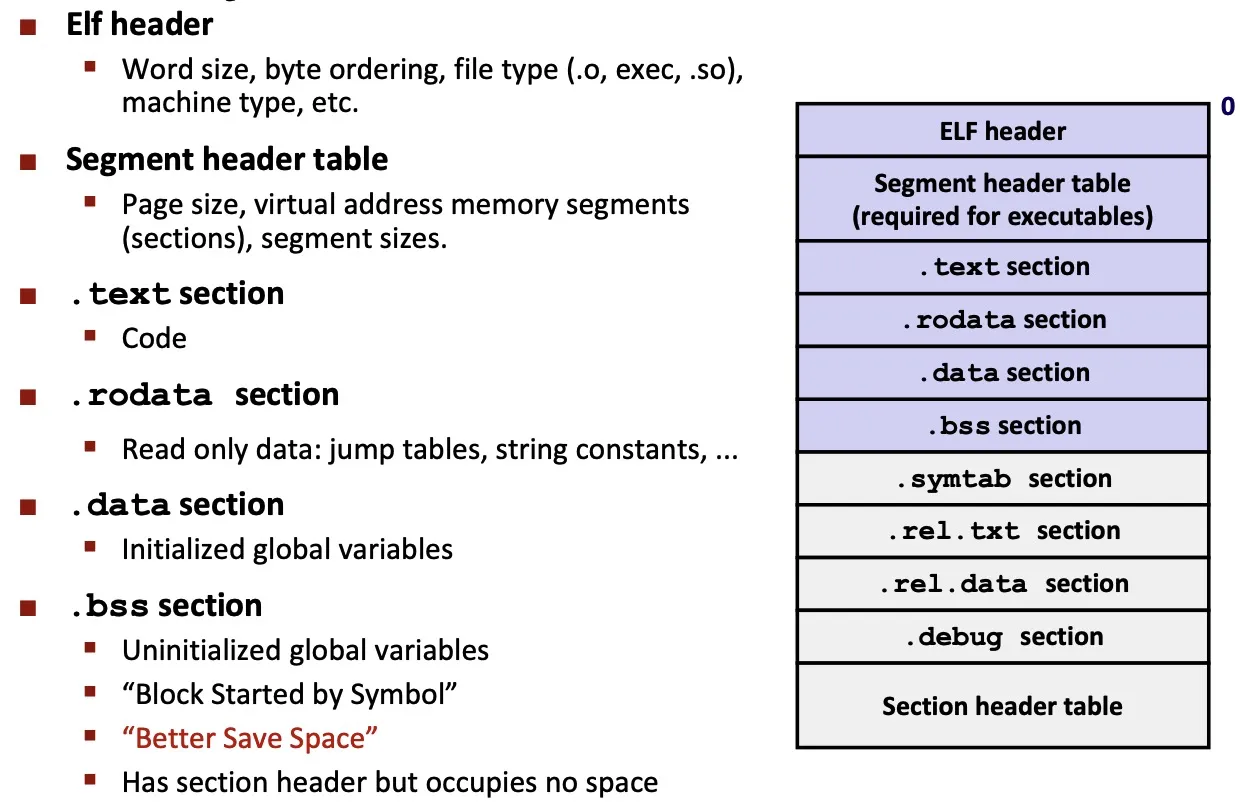 Elf header
Word size, byte ordering, file type (.o, exec, .so),
machine type, etc.
Segment header table
Page size, virtual address memory segments
(sections), segment sizes.
.text section
Code
.rodata section
Read only data: jump tables, string constants, ...
.data section
Initialized global variables
.bss section
Uninitialized global variables
“Block Started by Symbol”
“Better Save Space”
Has section header but occupies no space
0
ELF header
Segment header table
(required for executables)
.text section
.rodata section
.data section
.bss section
.symtab section
.rel.txt section
.rel.data section
.debug section
Section header table